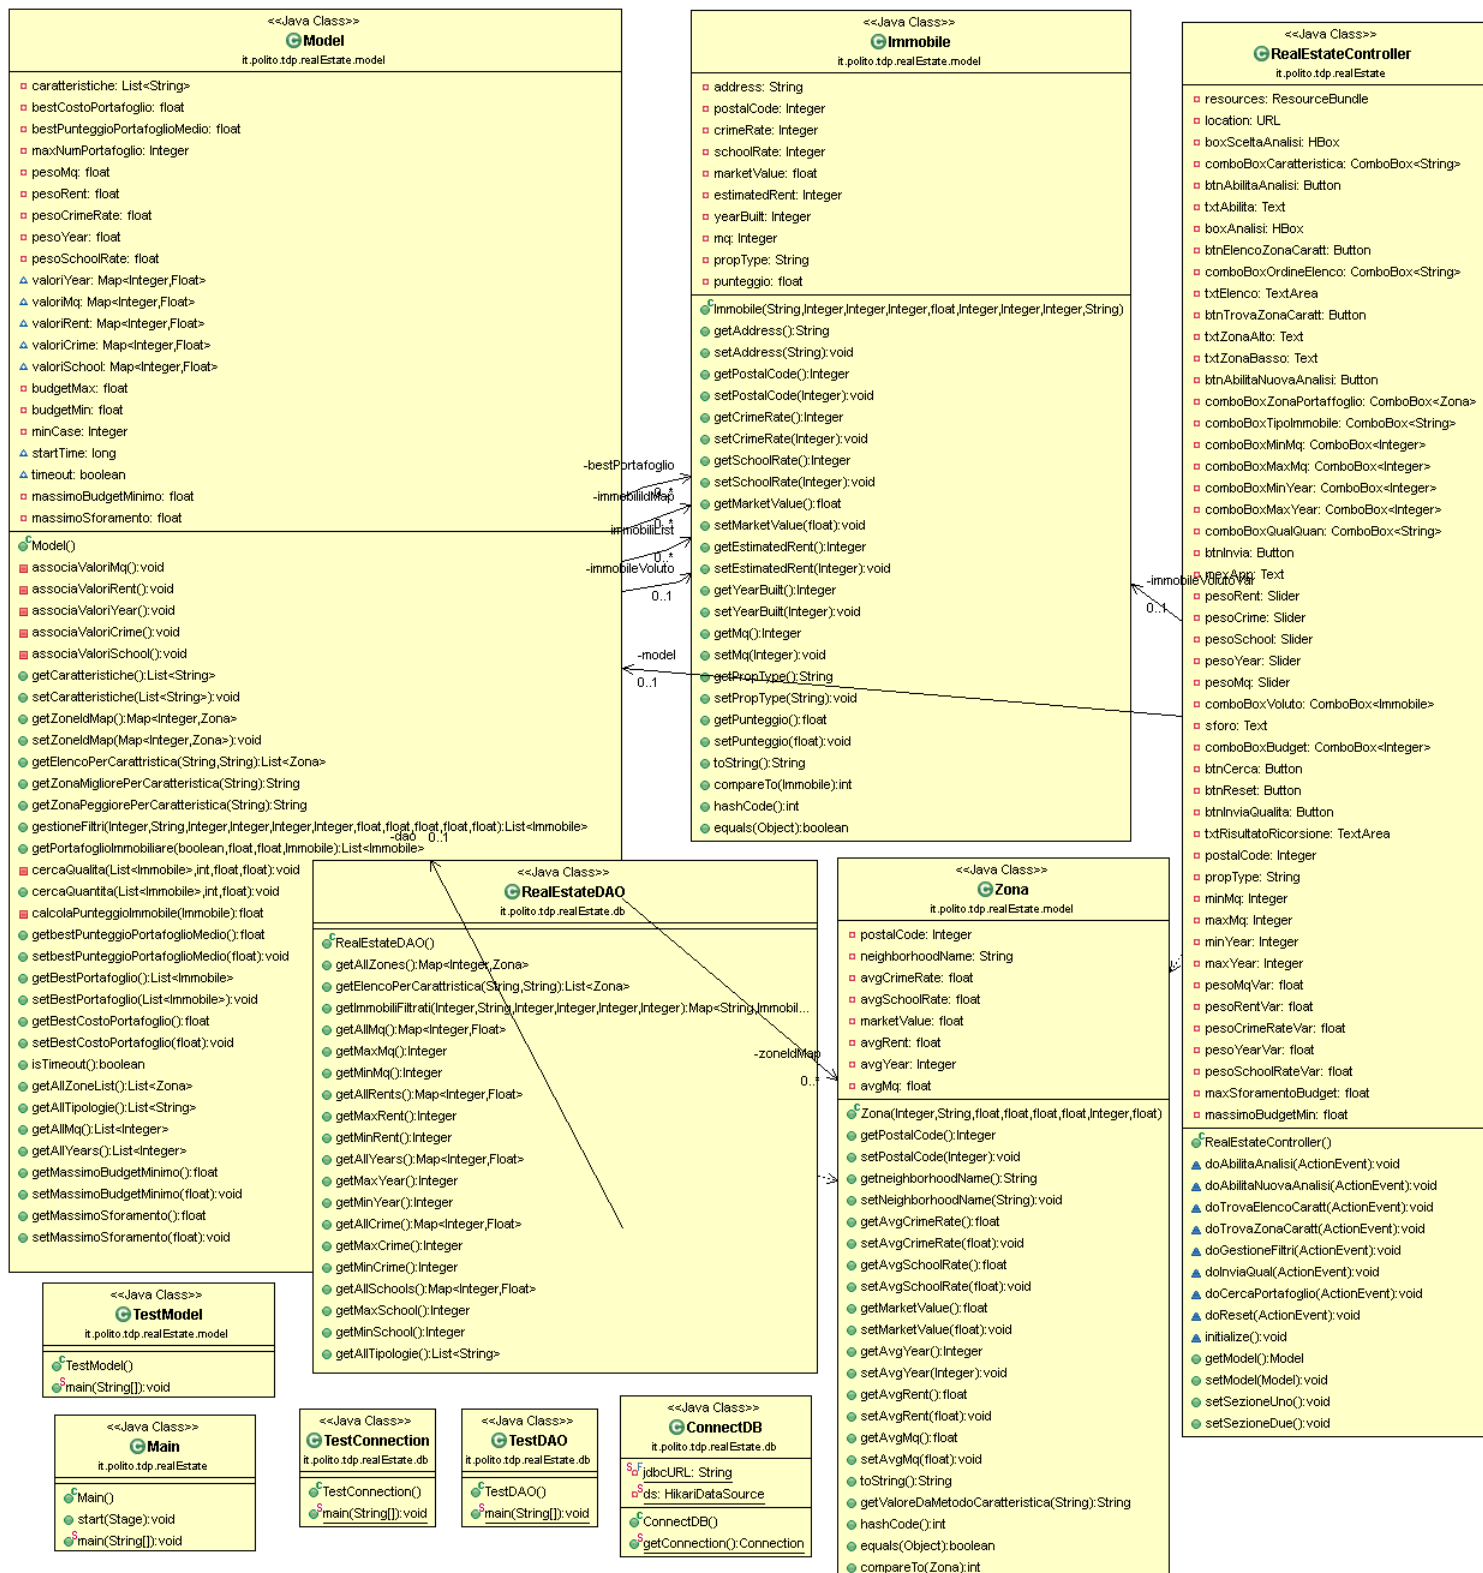 <<Java Class>>
Model
it.polito.tdp.realEstate.model
caratteristiche: List<String>
bestCostoPortafoglio: float
bestPunteggioPortafoglioMedio: float
maxNumPortafoglio: Integer
pesoMq: float
pesoRent: float
pesoCrimeRate: float
pesoYear: float
pesoSchoolRate: float
valoriYear: Map<Integer,Float>
valoriMq: Map<Integer,Float>
valoriRent: Map<Integer,Float>
valoriCrime: Map<Integer,Float>
valoriSchool: Map<Integer,Float>
budgetMax: float
budgetMin: float
minCase: Integer
startTime: long
timeout: boolean
massimoBudgetMinimo: float
massimoSforamento: float
Model()
associaValoriMq():void
associaValoriRent():void
associaValoriYear():void
associaValoriCrime():void
associaValoriSchool():void
getCaratteristiche():List<String>
setCaratteristiche(List<String>):void
getZoneIdMap():Map<Integer,Zona>
setZoneIdMap(Map<Integer,Zona>):void
getElencoPerCarattristica(String,String):List<Zona>
getZonaMigliorePerCaratteristica(String):String
getZonaPeggiorePerCaratteristica(String):String
gestioneFiltri(Integer,String,Integer,Integer,Integer,Integer,float,float,float,float,float):List<Immobile>
getPortafoglioImmobiliare(boolean,float,float,Immobile):List<Immobile>
cercaQualita(List<Immobile>,int,float,float):void
cercaQuantita(List<Immobile>,int,float):void
calcolaPunteggioImmobile(Immobile):float
getbestPunteggioPortafoglioMedio():float
setbestPunteggioPortafoglioMedio(float):void
getBestPortafoglio():List<Immobile>
setBestPortafoglio(List<Immobile>):void
getBestCostoPortafoglio():float
setBestCostoPortafoglio(float):void
isTimeout():boolean
getAllZoneList():List<Zona>
getAllTipologie():List<String>
getAllMq():List<Integer>
getAllYears():List<Integer>
getMassimoBudgetMinimo():float
setMassimoBudgetMinimo(float):void
getMassimoSforamento():float
setMassimoSforamento(float):void
-bestPortafoglio
0..*
-immobiliIdMap
0..*
immobiliList
0..*
-immobileVoluto
0..1
-model
0..1
-dao 0..1
<<Java Class>>
Immobile
it.polito.tdp.realEstate.model
address: String
postalCode: Integer
crimeRate: Integer
schoolRate: Integer
marketValue: float
estimatedRent: Integer
yearBuilt: Integer
mq: Integer
propType: String
punteggio: float
Immobile(String,Integer,Integer,Integer,float,Integer,Integer,Integer,String)
getAddress():String
setAddress(String):void
getPostalCode():Integer
setPostalCode(Integer):void
getCrimeRate():Integer
setCrimeRate(Integer):void
getSchoolRate():Integer
setSchoolRate(Integer):void
getMarketValue():float
setMarketValue(float):void
getEstimatedRent():Integer
setEstimatedRent(Integer):void
getYearBuilt():Integer
setYearBuilt(Integer):void
getMq():Integer
setMq(Integer):void
getPropType():String
setPropType(String):void
getPunteggio():float
setPunteggio(float):void
toString():String
compareTo(Immobile):int
hashCode():int
equals(Object):boolean
-immobileVolutoVar
0..1
<<Java Class>>
RealEstateController
it.polito.tdp.realEstate
resources: ResourceBundle
location: URL
boxSceltaAnalisi: HBox
comboBoxCaratteristica: ComboBox<String>
btnAbilitaAnalisi: Button
txtAbilita: Text
boxAnalisi: HBox
btnElencoZonaCaratt: Button
comboBoxOrdineElenco: ComboBox<String>
txtElenco: TextArea
btnTrovaZonaCaratt: Button
txtZonaAlto: Text
txtZonaBasso: Text
btnAbilitaNuovaAnalisi: Button
comboBoxZonaPortaffoglio: ComboBox<Zona>
comboBoxTipoImmobile: ComboBox<String>
comboBoxMinMq: ComboBox<Integer>
comboBoxMaxMq: ComboBox<Integer>
comboBoxMinYear: ComboBox<Integer>
comboBoxMaxYear: ComboBox<Integer>
comboBoxQualQuan: ComboBox<String>
btnInvia: Button
mexApp: Text
pesoRent: Slider
pesoCrime: Slider
pesoSchool: Slider
pesoYear: Slider
pesoMq: Slider
comboBoxVoluto: ComboBox<Immobile>
sforo: Text
comboBoxBudget: ComboBox<Integer>
btnCerca: Button
btnReset: Button
btnInviaQualita: Button
txtRisultatoRicorsione: TextArea
postalCode: Integer
propType: String
minMq: Integer
maxMq: Integer
minYear: Integer
maxYear: Integer
pesoMqVar: float
pesoRentVar: float
pesoCrimeRateVar: float
pesoYearVar: float
pesoSchoolRateVar: float
maxSforamentoBudget: float
massimoBudgetMin: float
RealEstateController()
doAbilitaAnalisi(ActionEvent):void
doAbilitaNuovaAnalisi(ActionEvent):void
doTrovaElencoCaratt(ActionEvent):void
doTrovaZonaCaratt(ActionEvent):void
doGestioneFiltri(ActionEvent):void
doInviaQual(ActionEvent):void
doCercaPortafoglio(ActionEvent):void
doReset(ActionEvent):void
initialize():void
getModel():Model
setModel(Model):void
setSezioneUno():void
setSezioneDue():void
<<Java Class>>
RealEstateDAO
it.polito.tdp.realEstate.db
RealEstateDAO()
getAllZones():Map<Integer,Zona>
getElencoPerCarattristica(String,String):List<Zona>
getImmobiliFiltrati(Integer,String,Integer,Integer,Integer,Integer):Map<String,Immobil...
getAllMq():Map<Integer,Float>
getMaxMq():Integer
getMinMq():Integer
getAllRents():Map<Integer,Float>
getMaxRent():Integer
getMinRent():Integer
getAllYears():Map<Integer,Float>
getMaxYear():Integer
getMinYear():Integer
getAllCrime():Map<Integer,Float>
getMaxCrime():Integer
getMinCrime():Integer
getAllSchools():Map<Integer,Float>
getMaxSchool():Integer
getMinSchool():Integer
getAllTipologie():List<String>
-zoneIdMap
0..*
<<Java Class>>
Zona
it.polito.tdp.realEstate.model
postalCode: Integer
neighborhoodName: String
avgCrimeRate: float
avgSchoolRate: float
marketValue: float
avgRent: float
avgYear: Integer
avgMq: float
Zona(Integer,String,float,float,float,float,Integer,float)
getPostalCode():Integer
setPostalCode(Integer):void
getneighborhoodName():String
setNeighborhoodName(String):void
getAvgCrimeRate():float
setAvgCrimeRate(float):void
getAvgSchoolRate():float
setAvgSchoolRate(float):void
getMarketValue():float
setMarketValue(float):void
getAvgYear():Integer
setAvgYear(Integer):void
getAvgRent():float
setAvgRent(float):void
getAvgMq():float
setAvgMq(float):void
toString():String
getValoreDaMetodoCaratteristica(String):String
hashCode():int
equals(Object):boolean
compareTo(Zona):int
<<Java Class>>
TestModel
it.polito.tdp.realEstate.model
TestModel()
main(String[]):void
<<Java Class>>
Main
it.polito.tdp.realEstate
Main()
start(Stage):void
main(String[]):void
<<Java Class>>
TestConnection
it.polito.tdp.realEstate.db
TestConnection()
main(String[]):void
<<Java Class>>
TestDAO
it.polito.tdp.realEstate.db
TestDAO()
main(String[]):void
<<Java Class>>
ConnectDB
it.polito.tdp.realEstate.db
jdbcURL: String
ds: HikariDataSource
ConnectDB()
getConnection():Connection